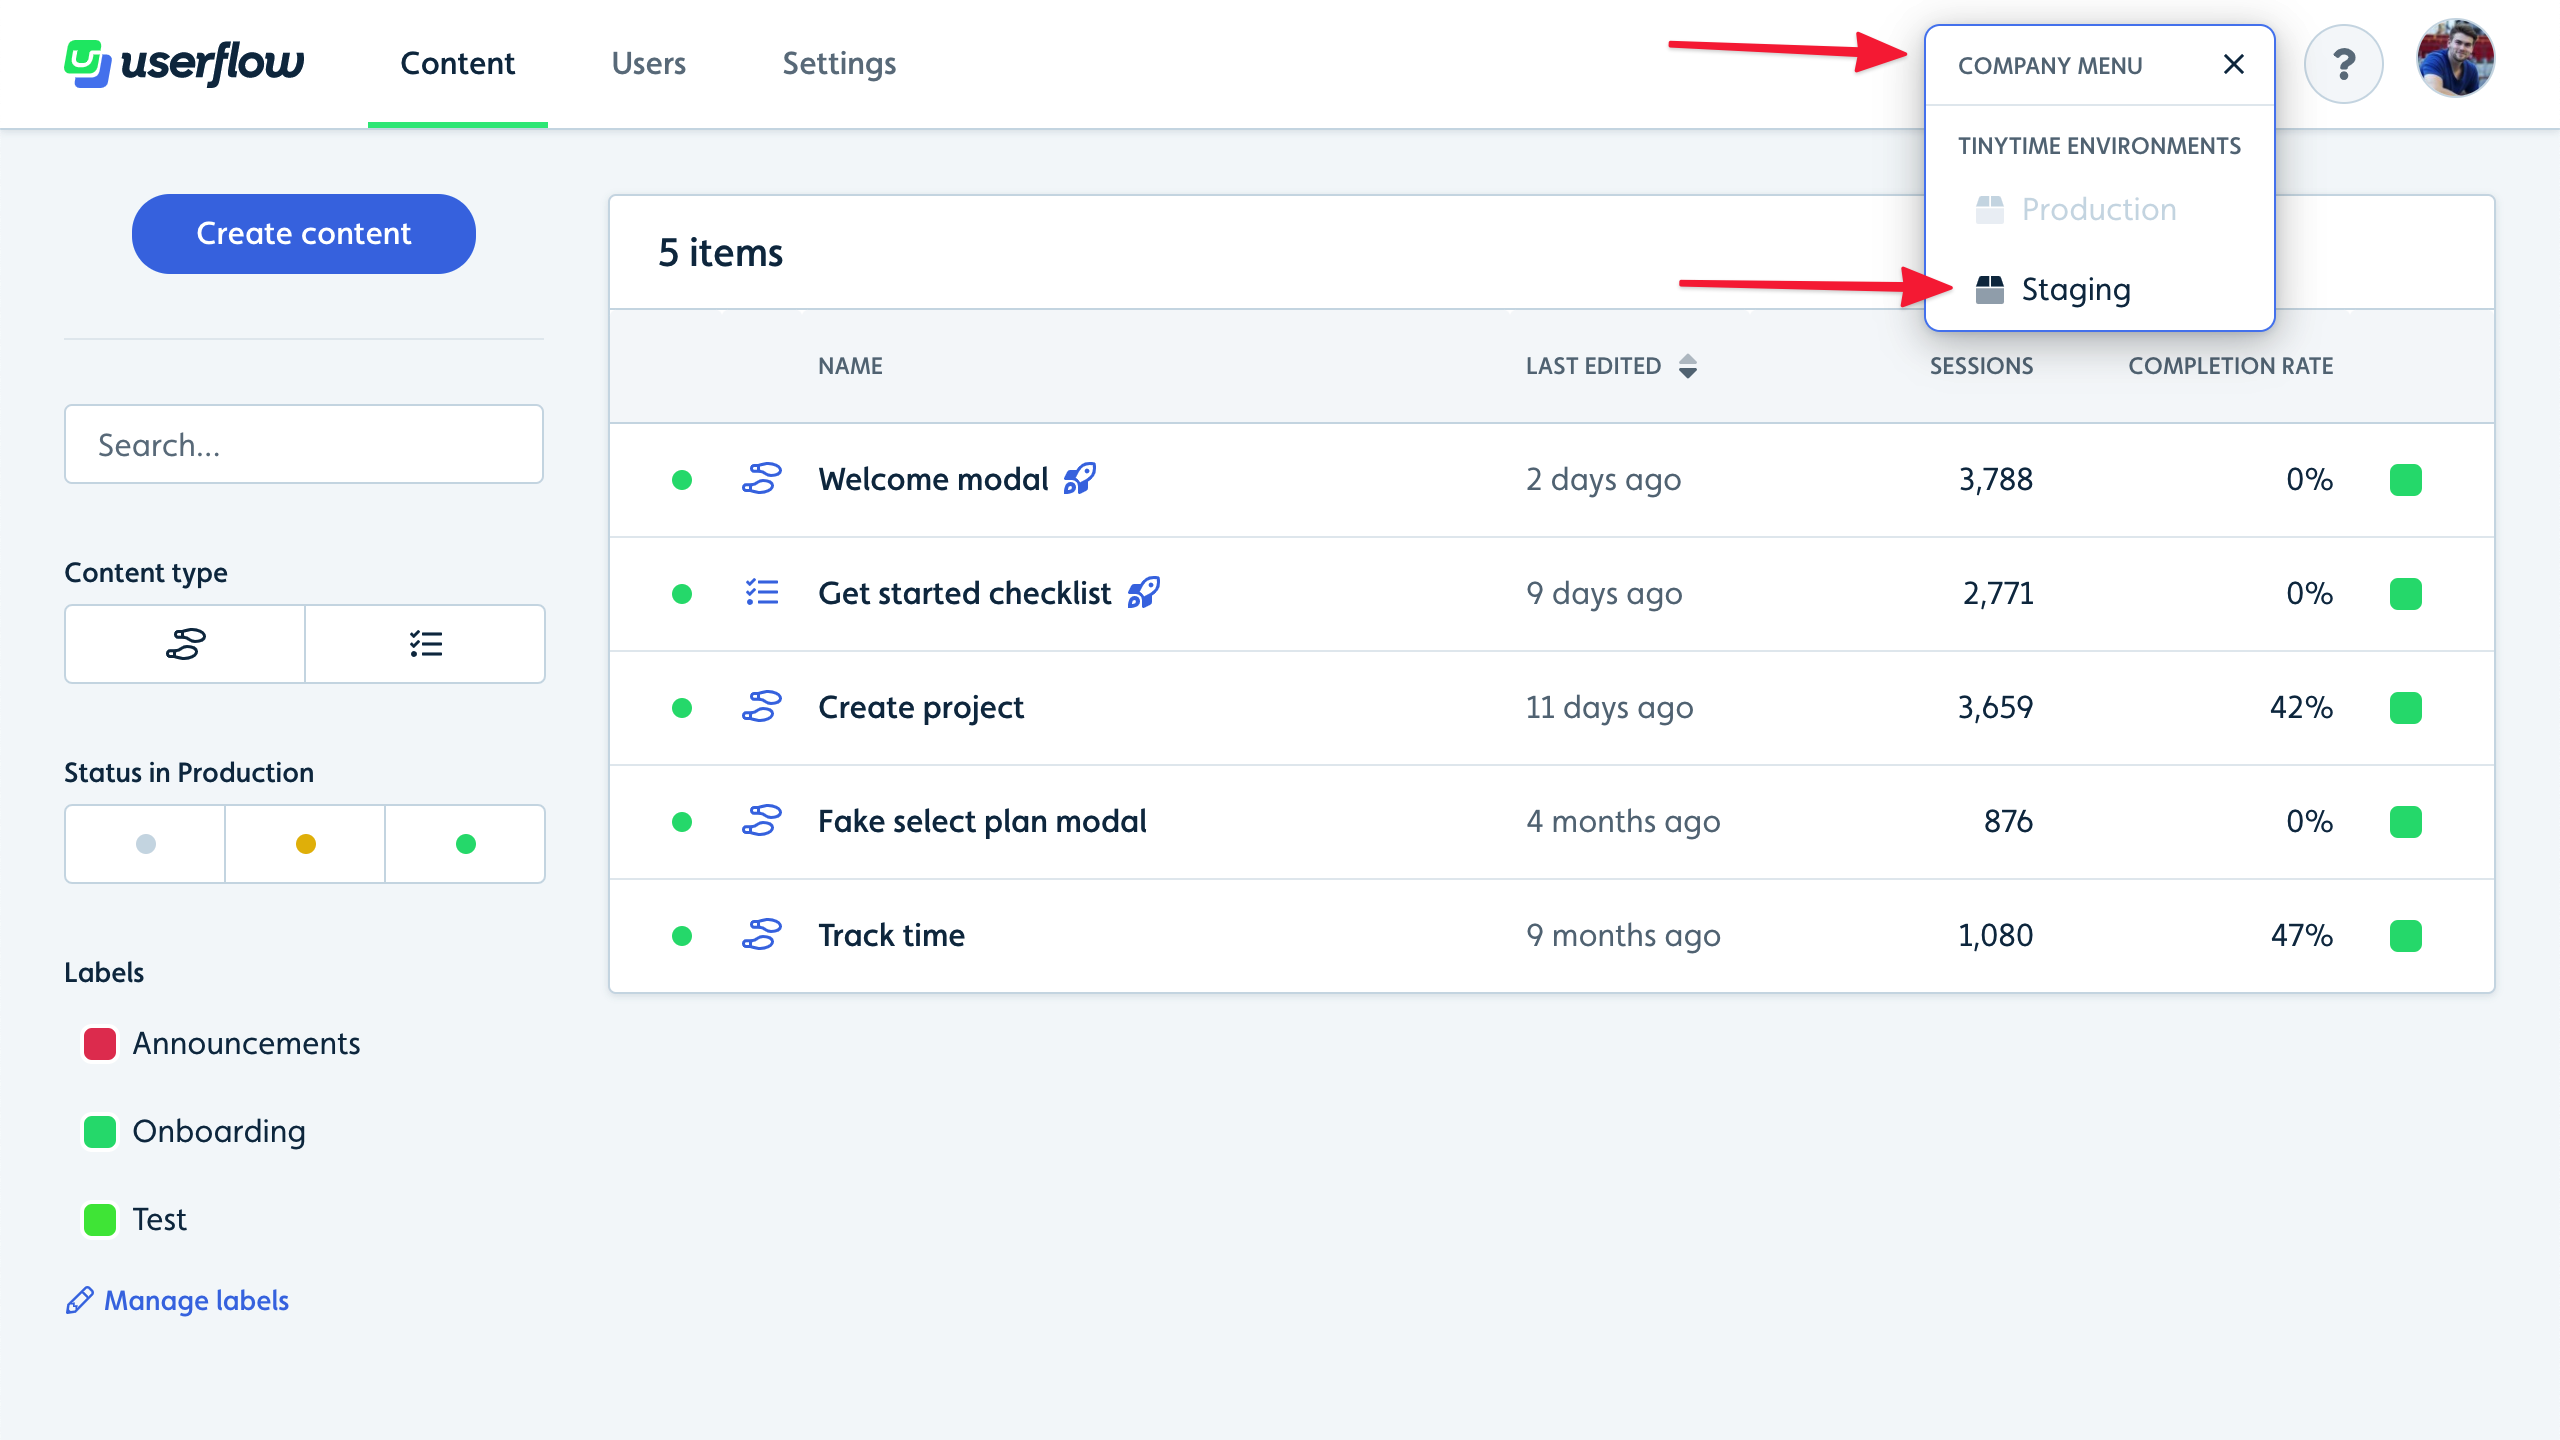 userflow
Content
Users
Settings
COMPANY MENU
?
TINYTIME ENVIRONMENTS
Production
Staging
Create content
Search...
Content type
Status in Production
Labels
Announcements
Onboarding
Test
Manage labels
5 items
NAME LAST EDITED SESSIONS COMPLETION RATE
Welcome modal 2 days ago 3,788 0%
Get started checklist 9 days ago 2,771 0%
Create project 11 days ago 3,659 42%
Fake select plan modal 4 months ago 876 0%
Track time 9 months ago 1,080 47%